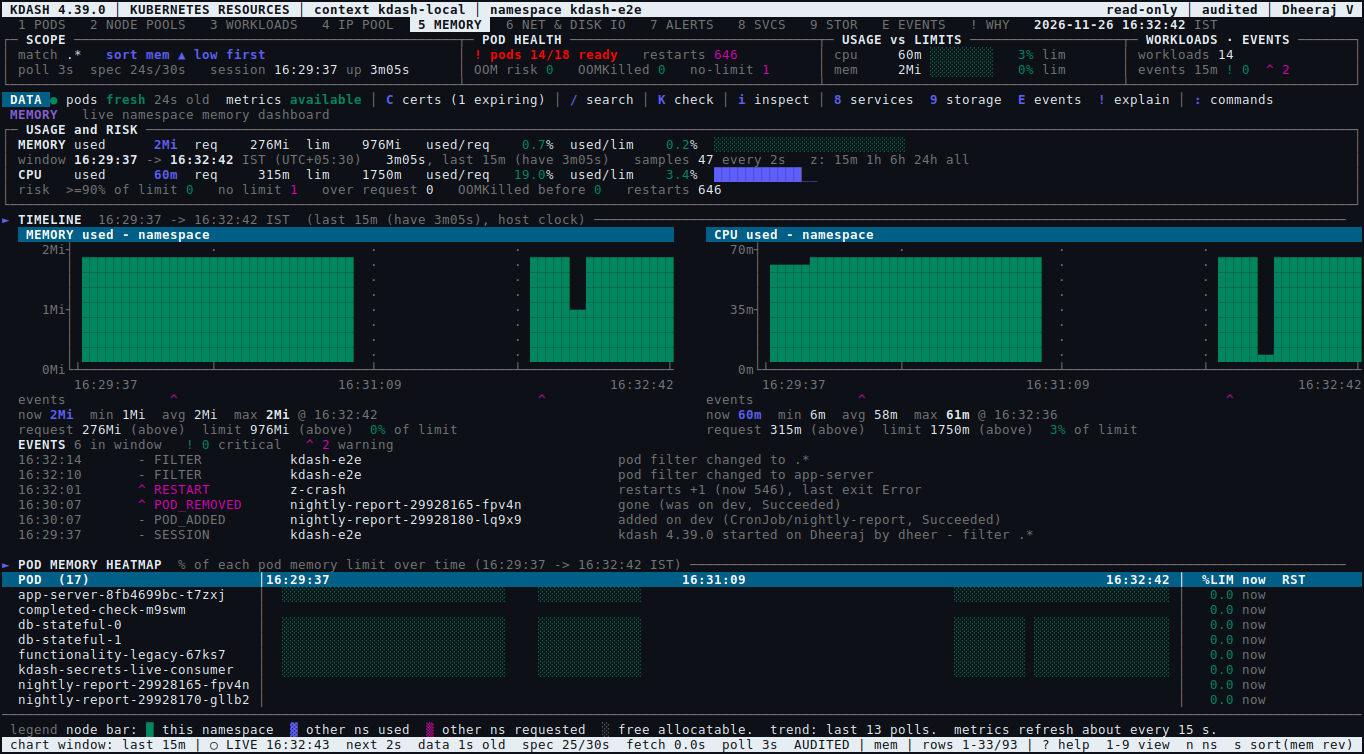 KDASH 4.39.0 │ KUBERNETES RESOURCES │ context kdash-local │ namespace kdash-e2e read-only │ audited │ Dheeraj V
1 PODS 2 NODE POOLS 3 WORKLOADS 4 IP POOL 5 MEMORY 6 NET & DISK IO 7 ALERTS 8 SVCS 9 STOR E EVENTS ! WHY 2026-11-26 16:32:42 IST
SCOPE POD HEALTH USAGE vs LIMITS WORKLOADS · EVENTS
match .* sort mem ▲ low first ! pods 14/18 ready restarts 646 cpu 60m 3% lim workloads 14
poll 3s spec 24s/30s session 16:29:37 up 3m05s OOM risk 0 OOMKilled 0 no-limit 1 mem 2Mi 0% lim events 15m ! 0 ^ 2
DATA ● pods fresh 24s old metrics available │ C certs (1 expiring) │ / search │ K check │ i inspect │ 8 services 9 storage E events ! explain │ : commands
MEMORY live namespace memory dashboard
USAGE and RISK
MEMORY used 2Mi req 276Mi lim 976Mi used/req 0.7% used/lim 0.2%
window 16:29:37 -> 16:32:42 IST (UTC+05:30) 3m05s, last 15m (have 3m05s) samples 47 every 2s z: 15m 1h 6h 24h all
CPU used 60m req 315m lim 1750m used/req 19.0% used/lim 3.4%
risk >=90% of limit 0 no limit 1 over request 0 OOMKilled before 0 restarts 646
► TIMELINE 16:29:37 -> 16:32:42 IST (last 15m (have 3m05s), host clock)
MEMORY used - namespace CPU used - namespace
2Mi 70m
1Mi 35m
0Mi 0m
16:29:37 16:31:09 16:32:42 16:29:37 16:31:09 16:32:42
events ^ ^ events ^ ^
now 2Mi min 1Mi avg 2Mi max 2Mi @ 16:32:42 now 60m min 6m avg 58m max 61m @ 16:32:36
request 276Mi (above) limit 976Mi (above) 0% of limit request 315m (above) limit 1750m (above) 3% of limit
EVENTS 6 in window ! 0 critical ^ 2 warning
16:32:14 - FILTER kdash-e2e pod filter changed to .*
16:32:10 - FILTER kdash-e2e pod filter changed to app-server
16:32:01 ^ RESTART z-crash restarts +1 (now 546), last exit Error
16:30:07 ^ POD_REMOVED nightly-report-29928165-fpv4n gone (was on dev, Succeeded)
16:30:07 - POD_ADDED nightly-report-29928180-lq9x9 added on dev (CronJob/nightly-report, Succeeded)
16:29:37 - SESSION kdash-e2e kdash 4.39.0 started on Dheeraj by dheer - filter .*
► POD MEMORY HEATMAP % of each pod memory limit over time (16:29:37 -> 16:32:42 IST)
POD (17) 16:29:37 16:31:09 16:32:42 %LIM now RST
app-server-8fb4699bc-t7zxj 0.0 now
completed-check-m9swm 0.0 now
db-stateful-0 0.0 now
db-stateful-1 0.0 now
functionality-legacy-67ks7 0.0 now
kdash-secrets-live-consumer 0.0 now
nightly-report-29928165-fpv4n 0.0 now
nightly-report-29928170-gllb2 0.0 now
legend node bar: this namespace other ns used other ns requested free allocatable. trend: last 13 polls. metrics refresh about every 15 s.
chart window: last 15m │ ○ LIVE 16:32:43 next 2s data 1s old spec 25/30s fetch 0.0s poll 3s AUDITED │ mem │ rows 1-33/93 │ ? help 1-9 view n ns s sort(mem rev)